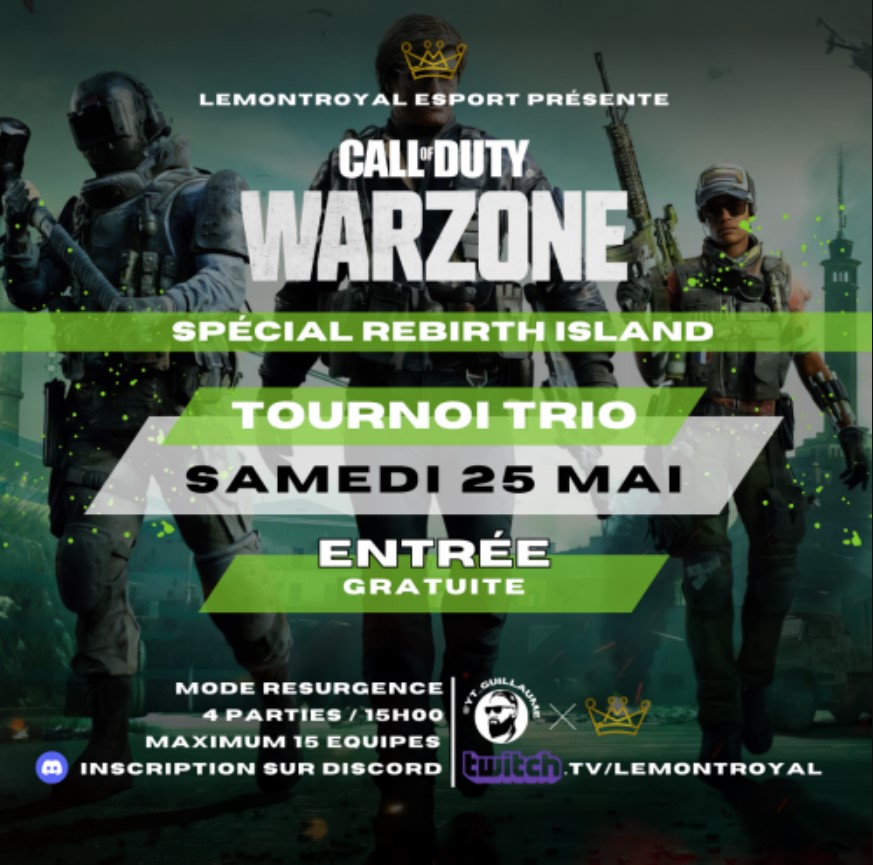 LEMONTROYAL ESPORT PRÉSENTE
CALL OF DUTY
WARZONE
SPÉCIAL REBIRTH ISLAND
TOURNOI TRIO
SAMEDI 25 MAI
ENTRÉE
GRATUITE
MODE RESURGENCE
4 PARTIES / 15H00
MAXIMUM 15 EQUIPES
INSCRIPTION SUR DISCORD
@YT_GUILLAUME
twitch.TV/LEMONTROYAL